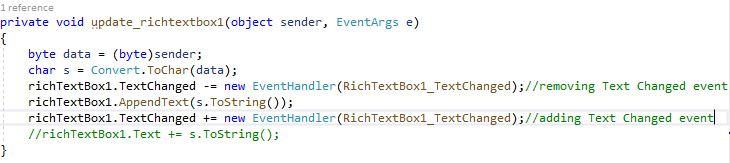 1 reference
private void update_richtextbox1(object sender, EventArgs e)
{
byte data = (byte)sender;
char s = Convert.ToChar(data);
richTextBox1.TextChanged -= new EventHandler(RichTextBox1_TextChanged);//removing Text Changed event
richTextBox1.AppendText(s.ToString());
richTextBox1.TextChanged += new EventHandler(RichTextBox1_TextChanged);//adding Text Changed event
//richTextBox1.Text += s.ToString();
}